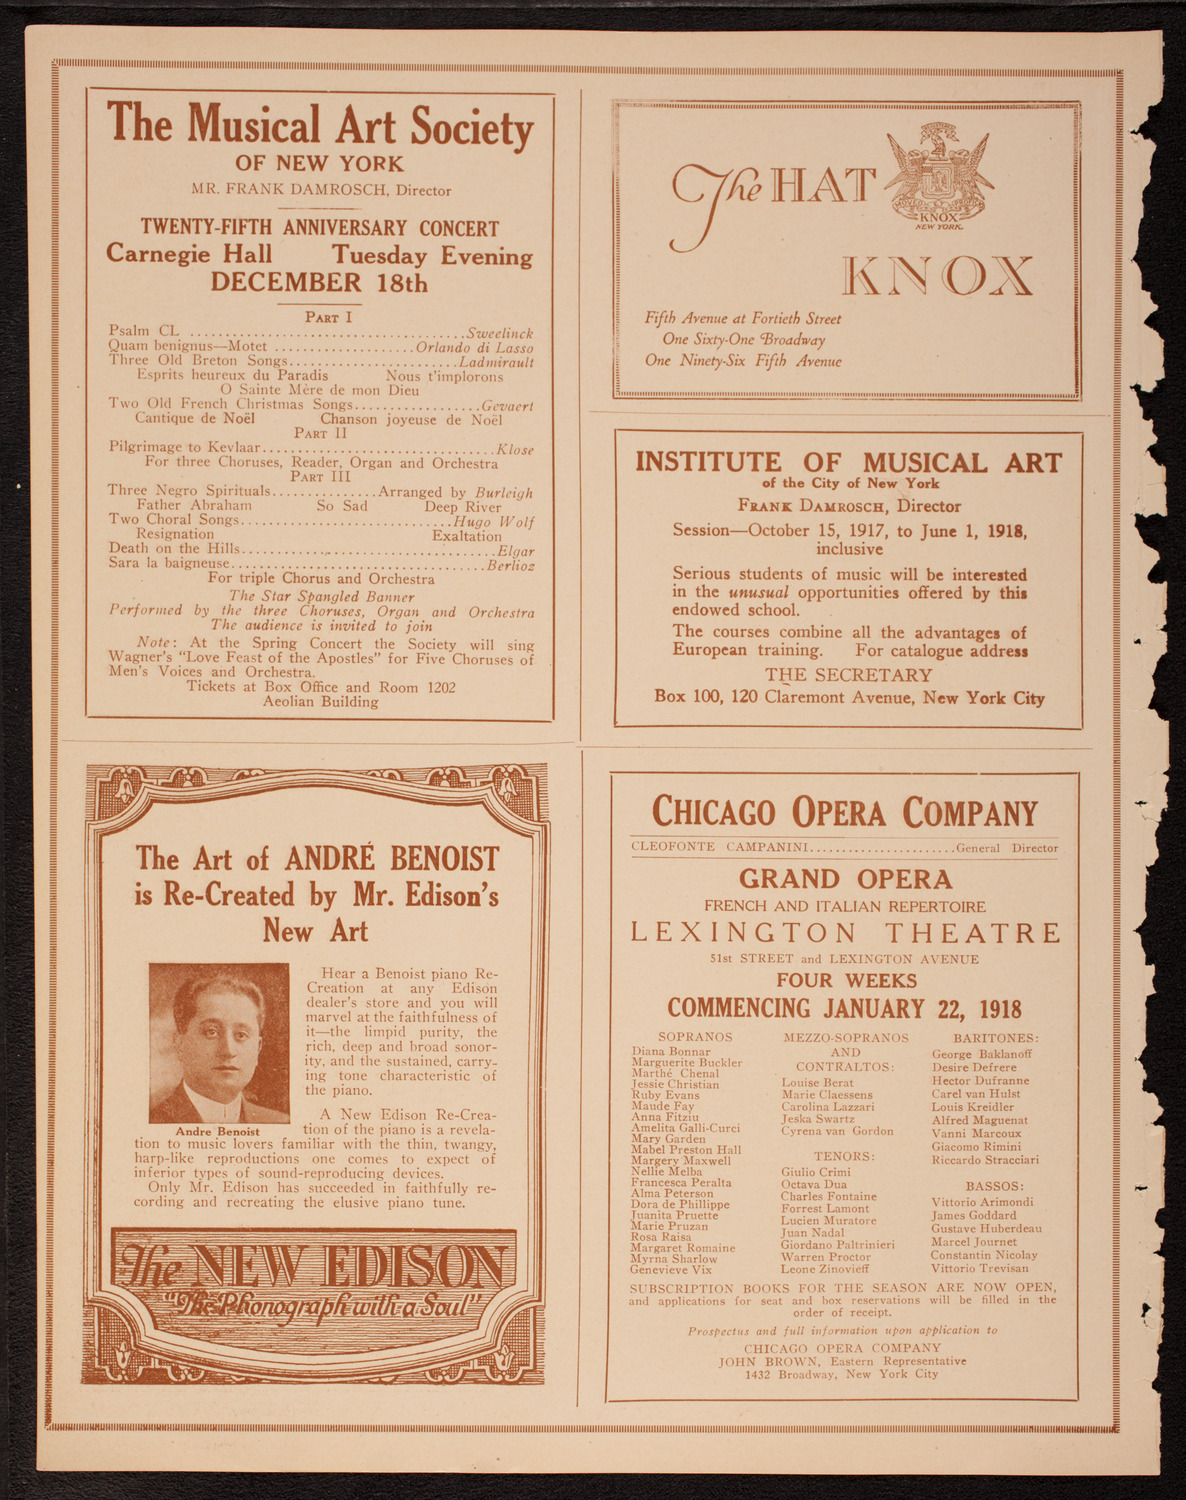 The Musical Art Society
OF NEW YORK
MR. FRANK DAMROSCH, Director
TWENTY-FIFTH ANNIVERSARY CONCERT
Carnegie Hall Tuesday Evening
DECEMBER 18th
PART I
Psalm CL ..................................Sweelinck
Quam benignus—Motet ....................Orlando di Lasso
Three Old Breton Songs........................Ladmirault
Esprits heureux du Paradis Nous t'implorons
O Sainte Mère de mon Dieu
Two Old French Christmas Songs..................Gevaert
Cantique de Noël Chanson joyeuse de Noël
PART II
Pilgrimage to Kevlaar.................................Klose
For three Choruses, Reader, Organ and Orchestra
PART III
Three Negro Spirituals...............Arranged by Burleigh
Father Abraham So Sad Deep River
Two Choral Songs..............................Hugo Wolf
Resignation Exaltation
Death on the Hills....................................Elgar
Sara la baigneuse....................................Berlioz
For triple Chorus and Orchestra
The Star Spangled Banner
Performed by the three Choruses, Organ and Orchestra
The audience is invited to join
Note: At the Spring Concert the Society will sing
Wagner's "Love Feast of the Apostles" for Five Choruses of
Men's Voices and Orchestra.
Tickets at Box Office and Room 1202
Aeolian Building
The HAT
KNOX
NEW YORK.
KNOX
Fifth Avenue at Fortieth Street
One Sixty-One Broadway
One Ninety-Six Fifth Avenue
INSTITUTE OF MUSICAL ART
of the City of New York
FRANK DAMROSCH, Director
Session—October 15, 1917, to June 1, 1918,
inclusive
Serious students of music will be interested
in the unusual opportunities offered by this
endowed school.
The courses combine all the advantages of
European training. For catalogue address
THE SECRETARY
Box 100, 120 Claremont Avenue, New York City
The Art of ANDRÉ BENOIST
is Re-Created by Mr. Edison's
New Art
Hear a Benoist piano Re-
Creation at any Edison
dealer's store and you will
marvel at the faithfulness of
it—the limpid purity, the
rich, deep and broad sonor-
ity, and the sustained, carry-
ing tone characteristic of
the piano.
Andre Benoist
A New Edison Re-Crea-
tion of the piano is a revela-
tion to music lovers familiar with the thin, twangy,
harp-like reproductions one comes to expect of
inferior types of sound-reproducing devices.
Only Mr. Edison has succeeded in faithfully re-
cording and recreating the elusive piano tune.
The NEW EDISON
"The Phonograph with a Soul"
CHICAGO OPERA COMPANY
CLEOFONTE CAMPANINI.......................General Director
GRAND OPERA
FRENCH AND ITALIAN REPERTOIRE
LEXINGTON THEATRE
51st STREET and LEXINGTON AVENUE
FOUR WEEKS
COMMENCING JANUARY 22, 1918
SOPRANOS
Diana Bonnar
Marguerite Buckler
Marthé Chenal
Jessie Christian
Ruby Evans
Maude Fay
Anna Fitziu
Amelita Galli-Curci
Mary Garden
Mabel Preston Hall
Margery Maxwell
Nellie Melba
Francesca Peralta
Alma Peterson
Dora de Phillippe
Juanita Pruette
Marie Pruzan
Rosa Raisa
Margaret Romaine
Myrna Sharlow
Genevieve Vix
MEZZO-SOPRANOS
AND
CONTRALTOS:
Louise Berat
Marie Claessens
Carolina Lazzari
Jeska Swartz
Cyrena van Gordon
TENORS:
Giulio Crimi
Octava Dua
Charles Fontaine
Forrest Lamont
Lucien Muratore
Juan Nadal
Giordano Paltrinieri
Warren Proctor
Leone Zinovieff
BARITONES:
George Baklanoff
Desire Defrere
Hector Dufranne
Carel van Hulst
Louis Kreidler
Alfred Maguenat
Vanni Marcoux
Giacomo Rimini
Riccardo Stracciari
BASSOS:
Vittorio Arimondi
James Goddard
Gustave Huberdeau
Marcel Journet
Constantin Nicolay
Vittorio Trevisan
SUBSCRIPTION BOOKS FOR THE SEASON ARE NOW OPEN,
and applications for seat and box reservations will be filled in the
order of receipt.
Prospectus and full information upon application to
CHICAGO OPERA COMPANY
JOHN BROWN, Eastern Representative
1432 Broadway, New York City